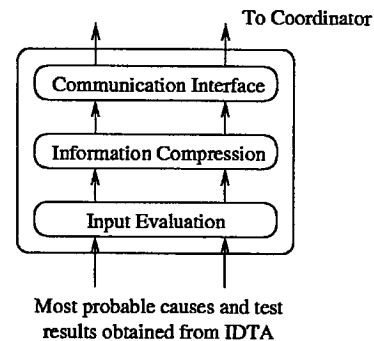 To Coordinator
Communication Interface
Information Compression
Input Evaluation
Most probable causes and test
results obtained from IDTA